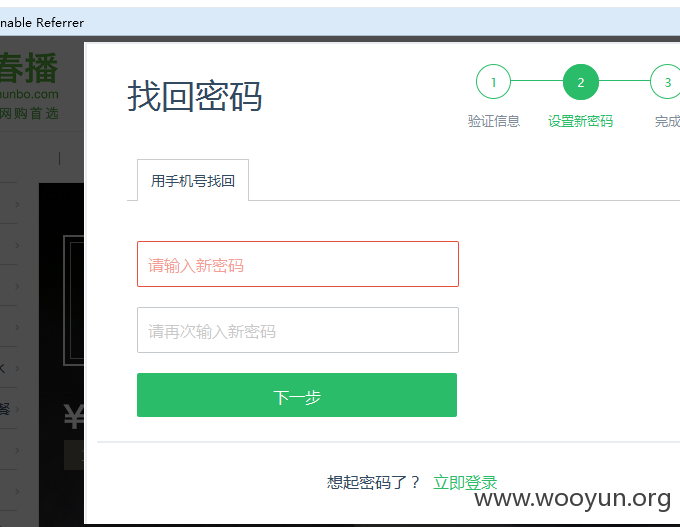 nable Referrer
春播
unbo.com
网购首选
找回密码
1
2
3
验证信息
设置新密码
完成
用手机号找回
请输入新密码
请再次输入新密码
餐
¥
下一步
想起密码了？ 立即登录
www.wooyun.org